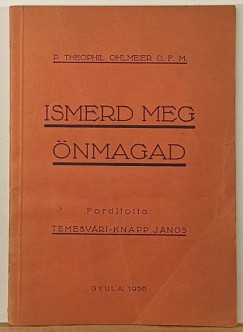 P. THEOPHIL OHLMEIER O. F. M.
ISMERD MEG
ÖNMAGAD
Fordította:
TEMESVÁRI-KNAPP JÁNOS
GYULA, 1936